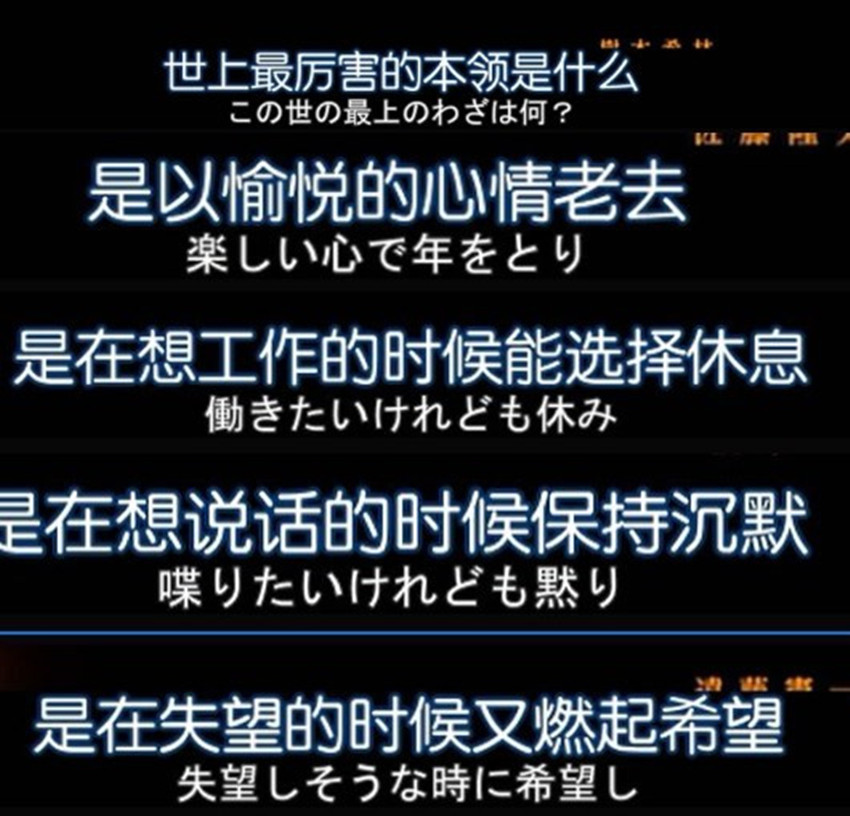 世上最厉害的本领是什么
この世の最上のわざは何？
是以愉悦的心情老去
楽しい心で年をとり
是在想工作的时候能选择休息
働きたいけれども休み
是在想说话的时候保持沉默
喋りたいけれども黙り
是在失望的时候又燃起希望
失望しそうな時に希望し